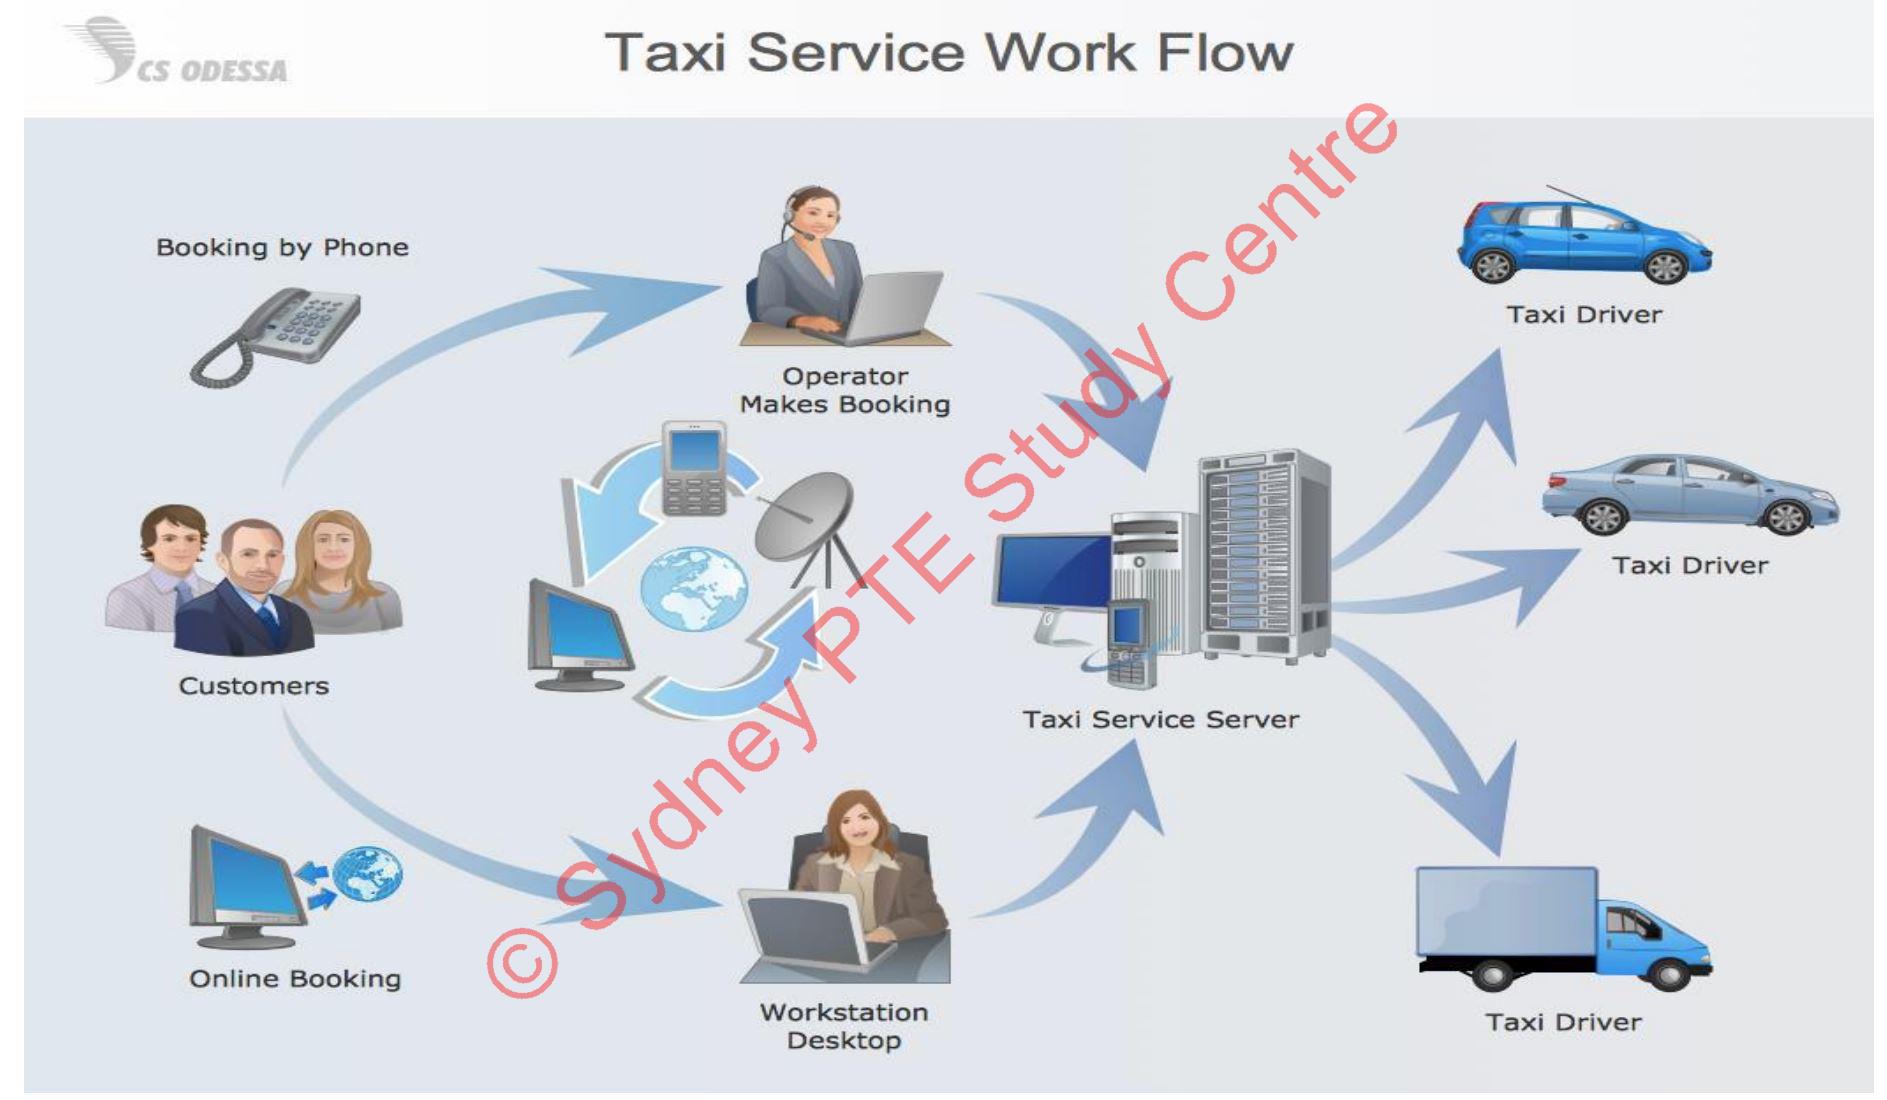 CS ODESSA
Taxi Service Work Flow
Booking by Phone
Operator
Makes Booking
Taxi Driver
Taxi Driver
Customers
Taxi Service Server
Online Booking
Workstation
Desktop
Taxi Driver
© Sydney PTE Study Centre